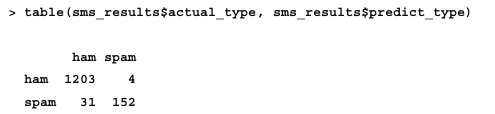 > table(sms_results$actual_type, sms_results$predict_type)
ham spam
ham 1203 4
spam 31 152